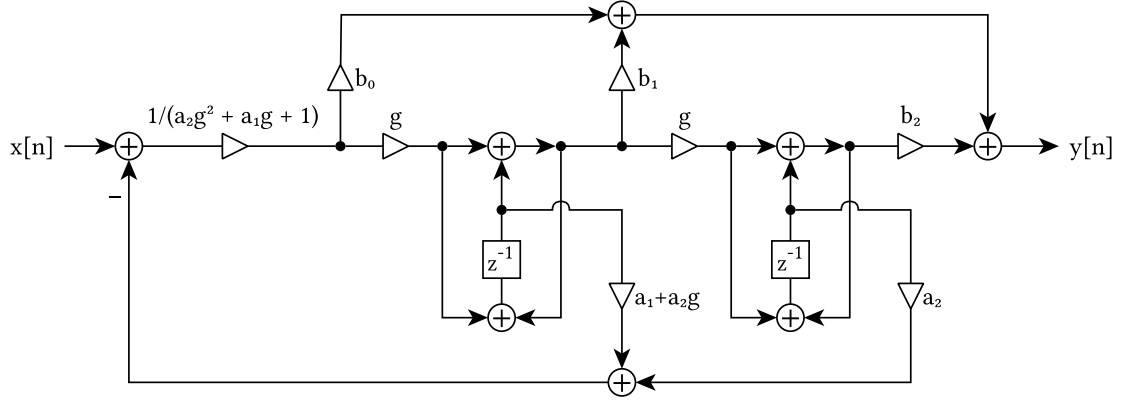 b₀
b₁
1/(a₂g² + a₁g + 1)
g
g
b₂
x[n]
y[n]
−
z⁻¹
z⁻¹
a₁+a₂g
a₂